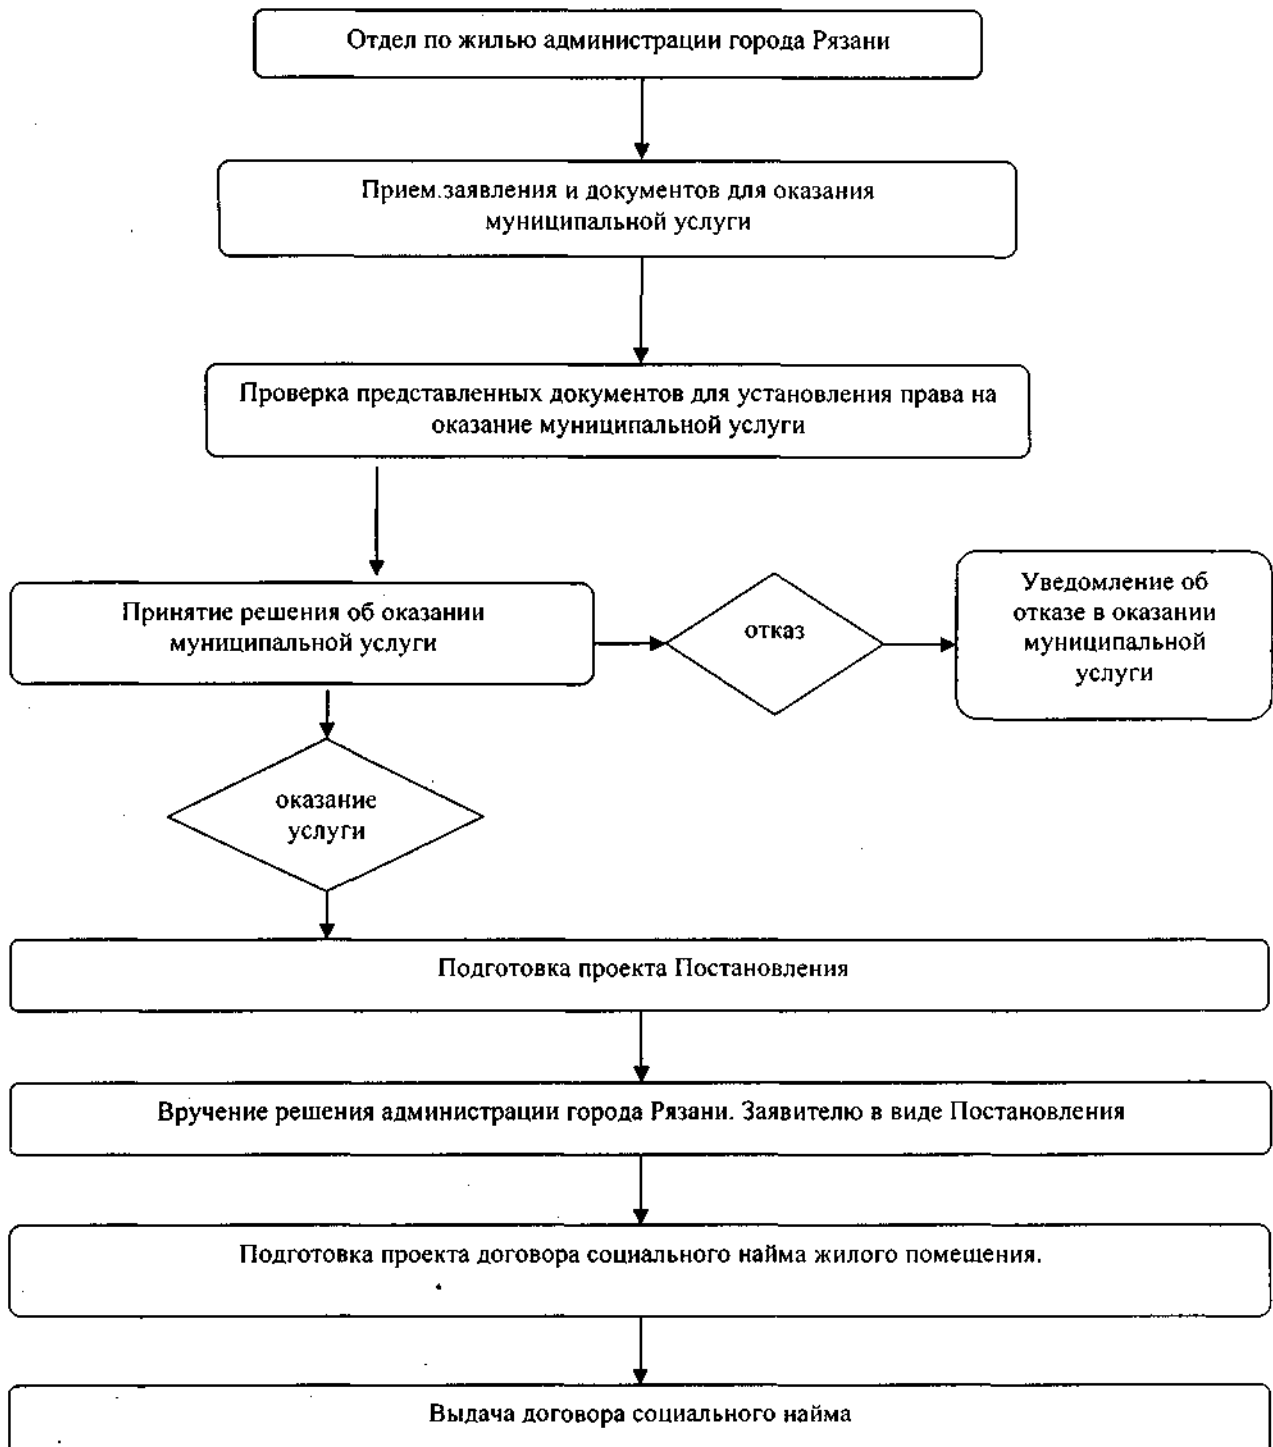 Отдел по жилью администрации города Рязани
Прием.заявления и документов для оказания
муниципальной услуги
Проверка представленных документов для установления права на
оказание муниципальной услуги
Принятие решения об оказании
муниципальной услуги
отказ
Уведомление об
отказе в оказании
муниципальной
услуги
оказание
услуги
Подготовка проекта Постановления
Вручение решения администрации города Рязани. Заявителю в виде Постановления
Подготовка проекта договора социального найма жилого помещения.
Выдача договора социального найма